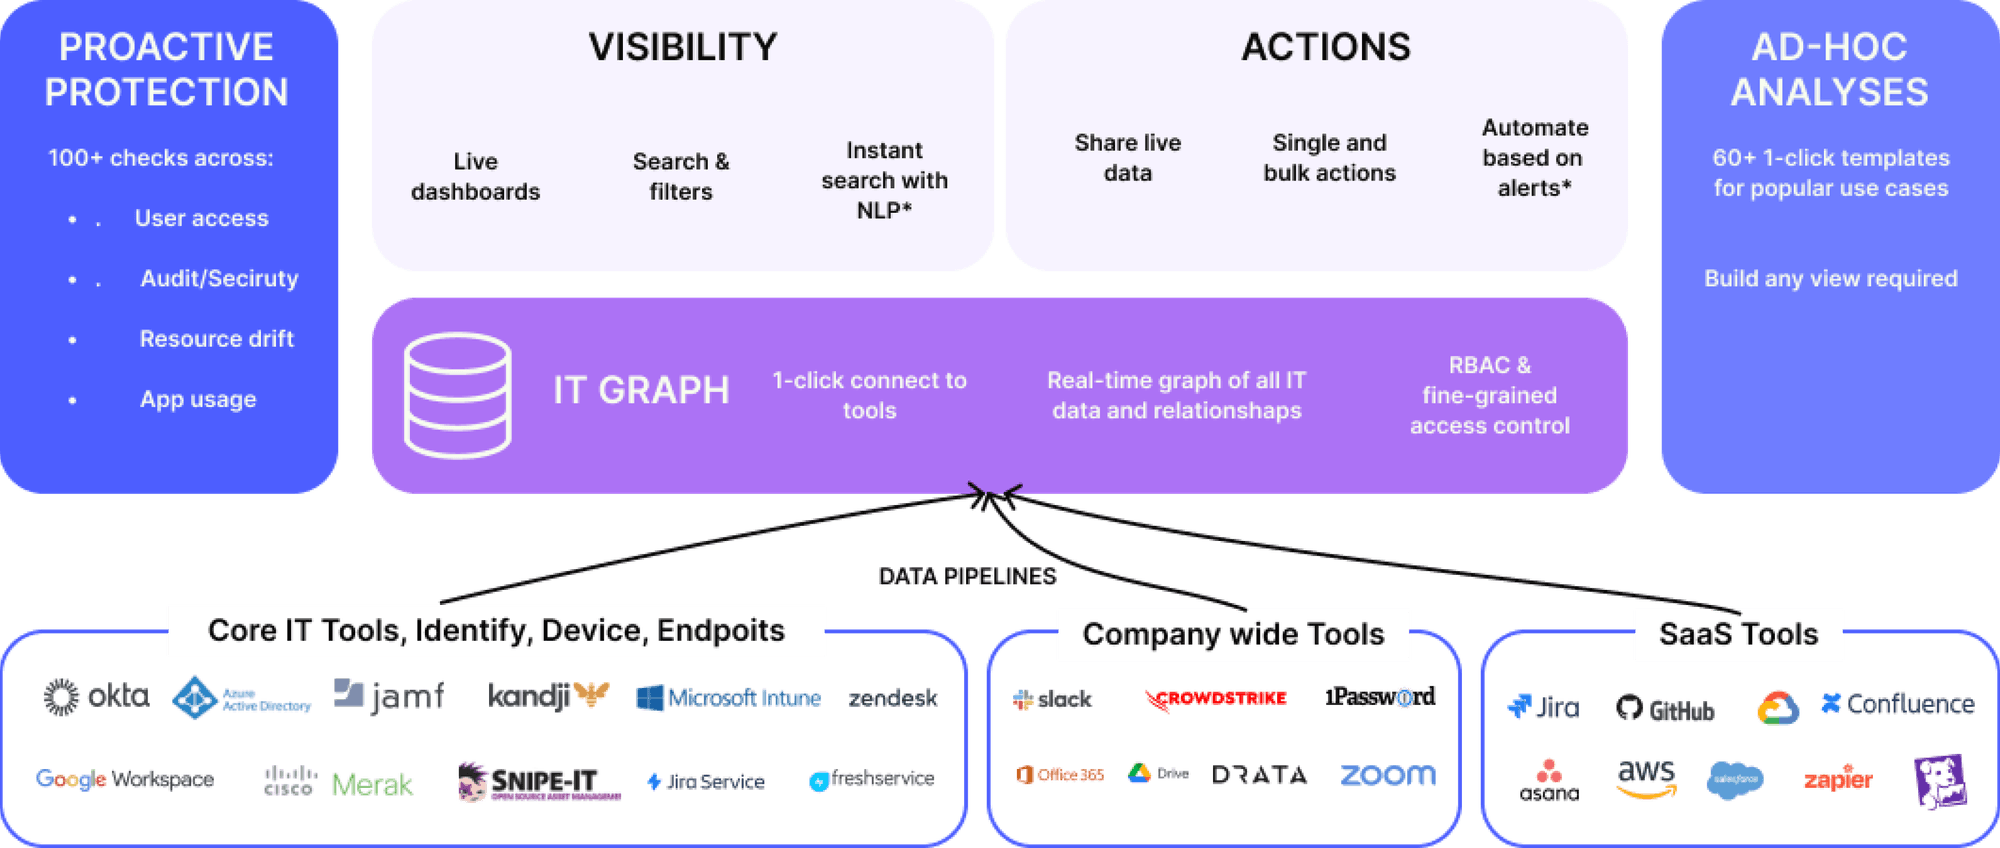 PROACTIVE
PROTECTION
100+ checks across:
• . User access
• . Audit/Seciruty
• Resource drift
• App usage
VISIBILITY
Live
dashboards
Search &
filters
Instant
search with
NLP*
ACTIONS
Share live
data
Single and
bulk actions
Automate
based on
alerts*
AD-HOC
ANALYSES
60+ 1-click templates
for popular use cases
Build any view required
IT GRAPH
1-click connect to
tools
Real-time graph of all IT
data and relationshaps
RBAC &
fine-grained
access control
DATA PIPELINES
Core IT Tools, Identify, Device, Endpoits
okta
Azure
Active Directory
jamf
kandji
Microsoft Intune
zendesk
Google Workspace
cisco
Merak
SNIPE-IT
OPEN SOURCE ASSET MANAGEME
Jira Service
freshservice
Company wide Tools
slack
CROWDSTRIKE
1Password
Office 365
Drive
DRATA
zoom
SaaS Tools
Jira
GitHub
Confluence
asana
aws
salesforce
zapier